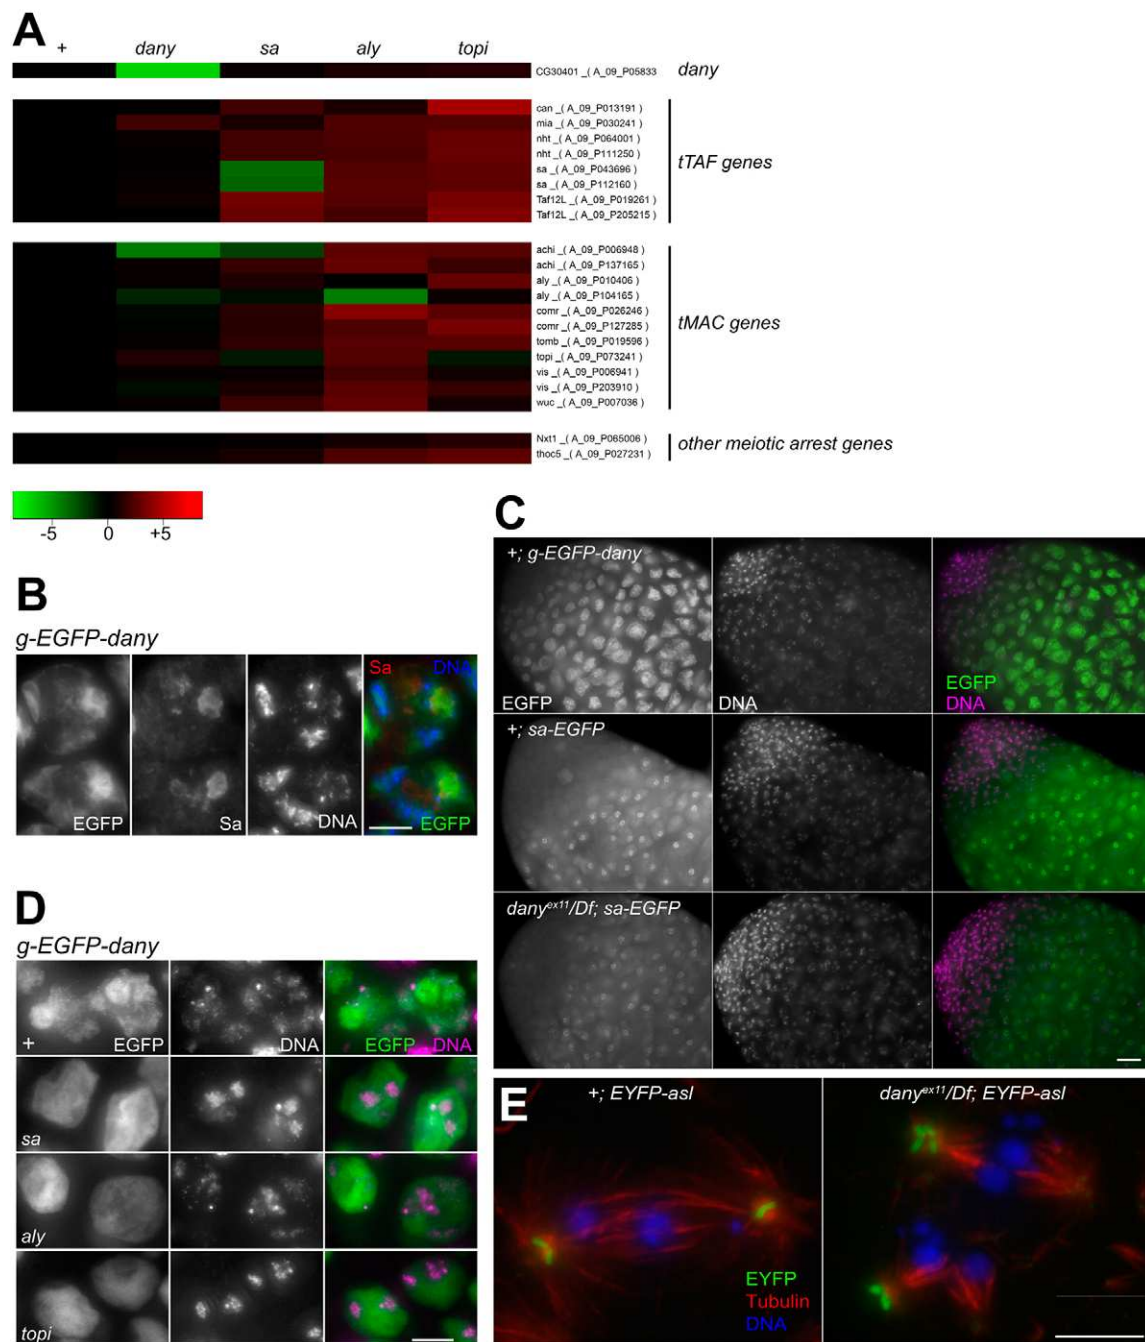 A
+ dany sa aly topi
CG30401 _( A_09_P05833
dany
can _( A_09_P013191 )
mia _( A_09_P030241 )
nht _( A_09_P064001 )
nht _( A_09_P111250 )
sa _( A_09_P043696 )
sa _( A_09_P112160 )
Taf12L _( A_09_P019261 )
Taf12L _( A_09_P205215 )
tTAF genes
achi _( A_09_P006948 )
achi _( A_09_P137165 )
aly _( A_09_P010406 )
aly _( A_09_P104165 )
comr _( A_09_P026246 )
comr _( A_09_P127285 )
tomb _( A_09_P019596 )
topi _( A_09_P073241 )
vis _( A_09_P006941 )
vis _( A_09_P203910 )
wuc _( A_09_P007036 )
tMAC genes
Nxt1 _( A_09_P065006 )
thoc5 _( A_09_P027231 )
other meiotic arrest genes
-5 0 +5
B
g-EGFP-dany
Sa DNA
EGFP Sa DNA EGFP
C
+; g-EGFP-dany
EGFP DNA EGFP
DNA
+; sa-EGFP
dany^ex11/Df; sa-EGFP
D
g-EGFP-dany
+ EGFP DNA EGFP DNA
sa
aly
topi
E
+; EYFP-asl
dany^ex11/Df; EYFP-asl
EYFP
Tubulin
DNA